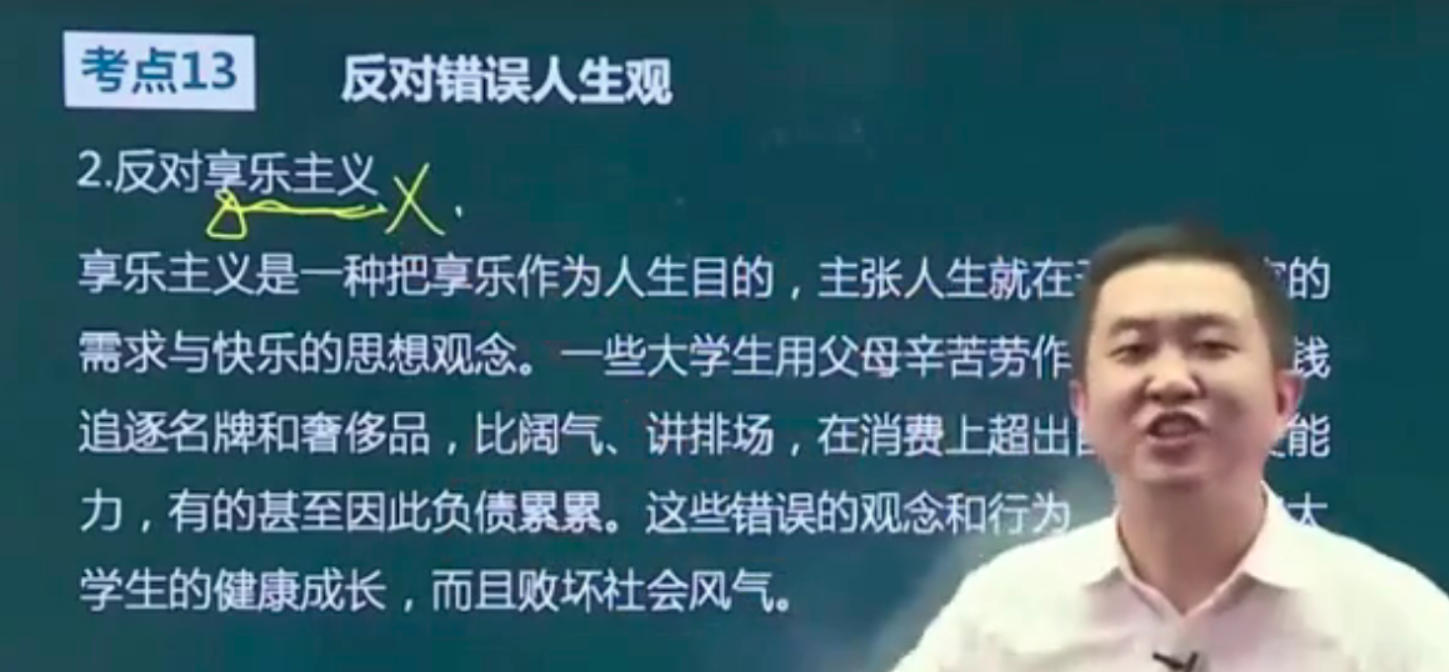 考点13
反对错误人生观
2.反对享乐主义 X
享乐主义是一种把享乐作为人生目的，主张人生就在 的
需求与快乐的思想观念。一些大学生用父母辛苦劳作 钱
追逐名牌和奢侈品，比阔气、讲排场，在消费上超出 能
力，有的甚至因此负债累累。这些错误的观念和行为 大
学生的健康成长，而且败坏社会风气。